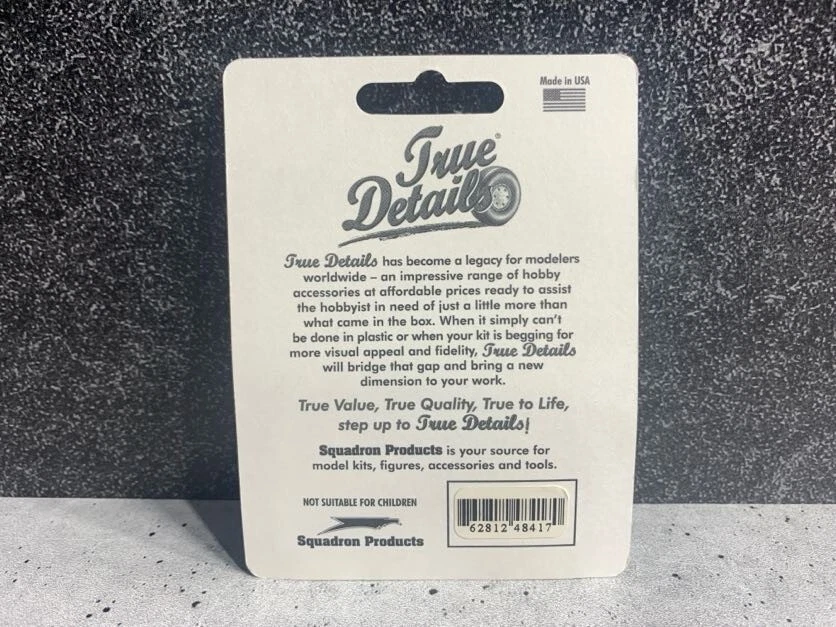 Made in USA
True
Details®
True Details has become a legacy for modelers
worldwide – an impressive range of hobby
accessories at affordable prices ready to assist
the hobbyist in need of just a little more than
what came in the box. When it simply can't
be done in plastic or when your kit is begging for
more visual appeal and fidelity, True Details
will bridge that gap and bring a new
dimension to your work.
True Value, True Quality, True to Life,
step up to True Details!
Squadron Products is your source for
model kits, figures, accessories and tools.
NOT SUITABLE FOR CHILDREN
Squadron Products
62812 48417